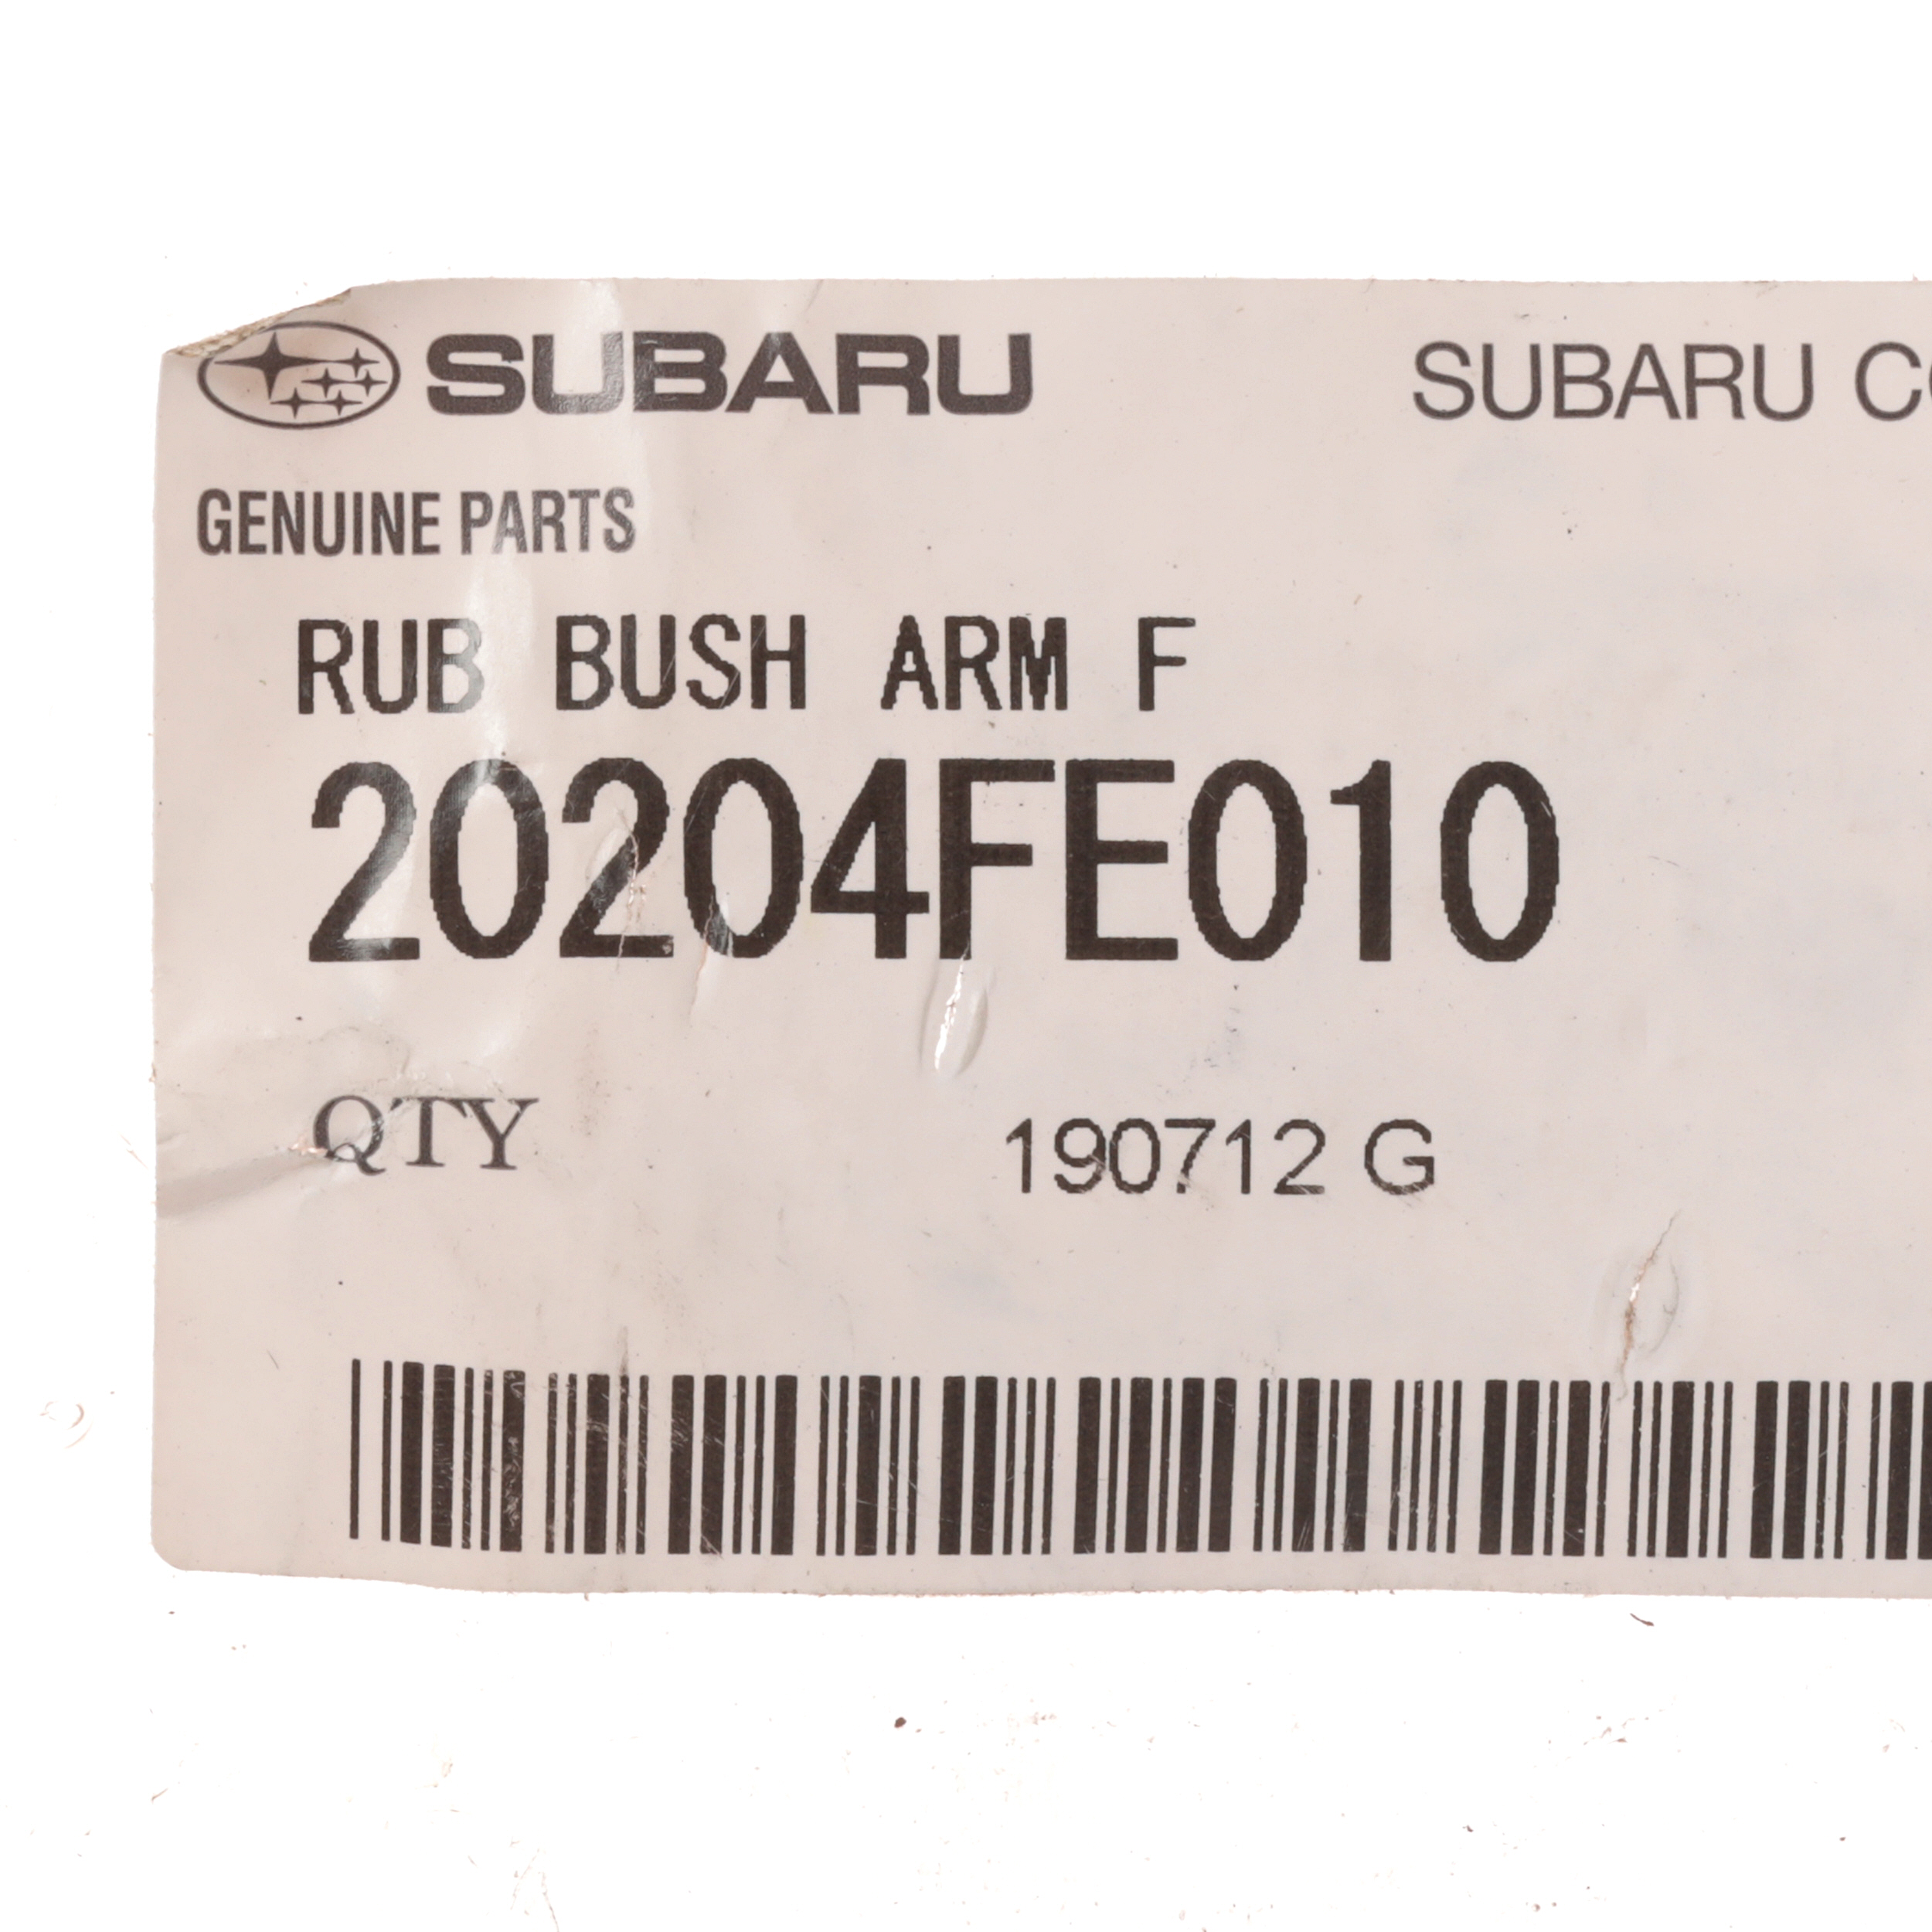 SUBARU SUBARU
GENUINE PARTS
RUB BUSH ARM F
20204FE010
QTY 190712 G